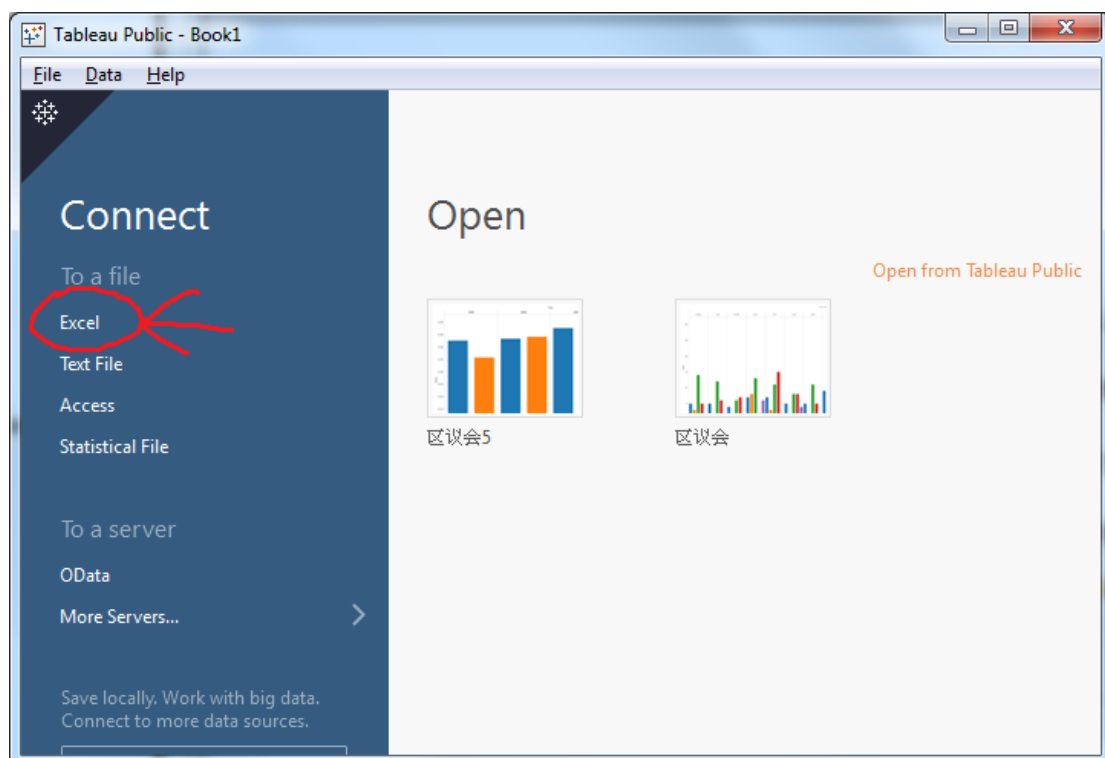 Tableau Public - Book1
File Data Help
Connect
To a file
Excel
Text File
Access
Statistical File
To a server
OData
More Servers...
Save locally. Work with big data.
Connect to more data sources.
Open
Open from Tableau Public
区议会5
区议会